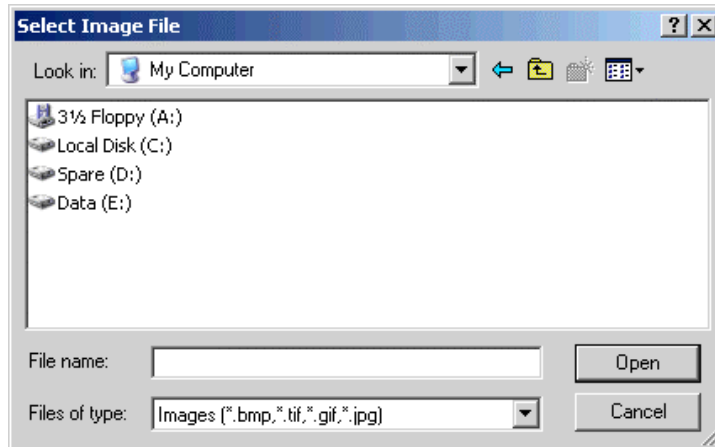 Select Image File
Look in: My Computer
3½ Floppy (A:)
Local Disk (C:)
Spare (D:)
Data (E:)
File name: Open
Files of type: Images (*.bmp,*.tif,*.gif,*.jpg) Cancel